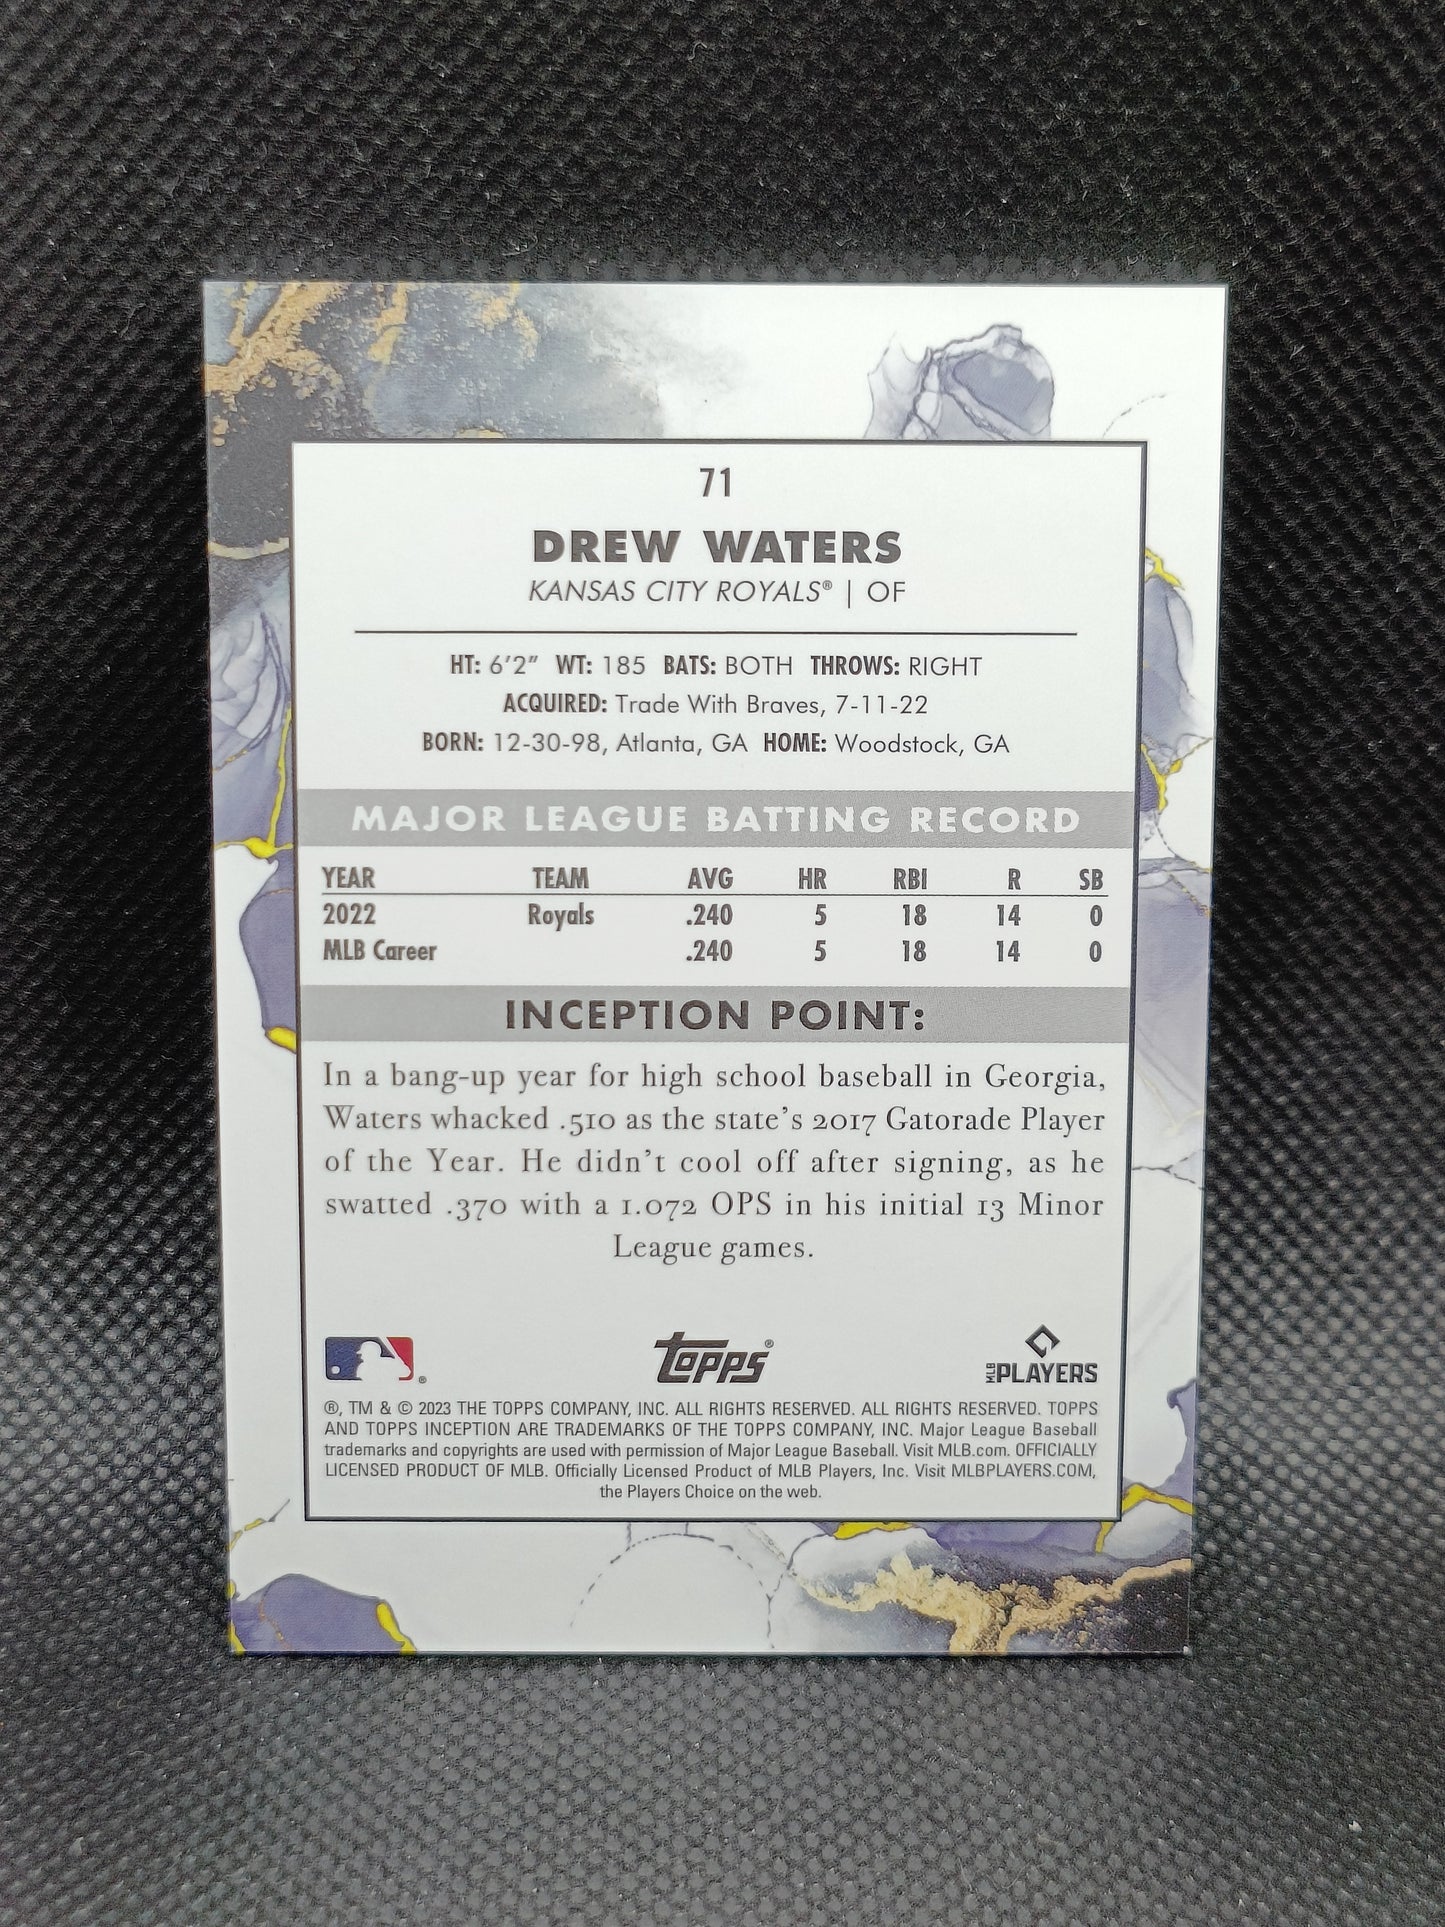 71
DREW WATERS
KANSAS CITY ROYALS® | OF
HT: 6'2" WT: 185 BATS: BOTH THROWS: RIGHT
ACQUIRED: Trade With Braves, 7-11-22
BORN: 12-30-98, Atlanta, GA HOME: Woodstock, GA
MAJOR LEAGUE BATTING RECORD
YEAR TEAM AVG HR RBI R SB
2022 Royals .240 5 18 14 0
MLB Career .240 5 18 14 0
INCEPTION POINT:
In a bang-up year for high school baseball in Georgia,
Waters whacked .510 as the state's 2017 Gatorade Player
of the Year. He didn't cool off after signing, as he
swatted .370 with a 1.072 OPS in his initial 13 Minor
League games.
® Topps® MLB PLAYERS
®, TM & © 2023 THE TOPPS COMPANY, INC. ALL RIGHTS RESERVED. ALL RIGHTS RESERVED. TOPPS
AND TOPPS INCEPTION ARE TRADEMARKS OF THE TOPPS COMPANY, INC. Major League Baseball
trademarks and copyrights are used with permission of Major League Baseball. Visit MLB.com. OFFICIALLY
LICENSED PRODUCT OF MLB. Officially Licensed Product of MLB Players, Inc. Visit MLBPLAYERS.COM,
the Players Choice on the web.